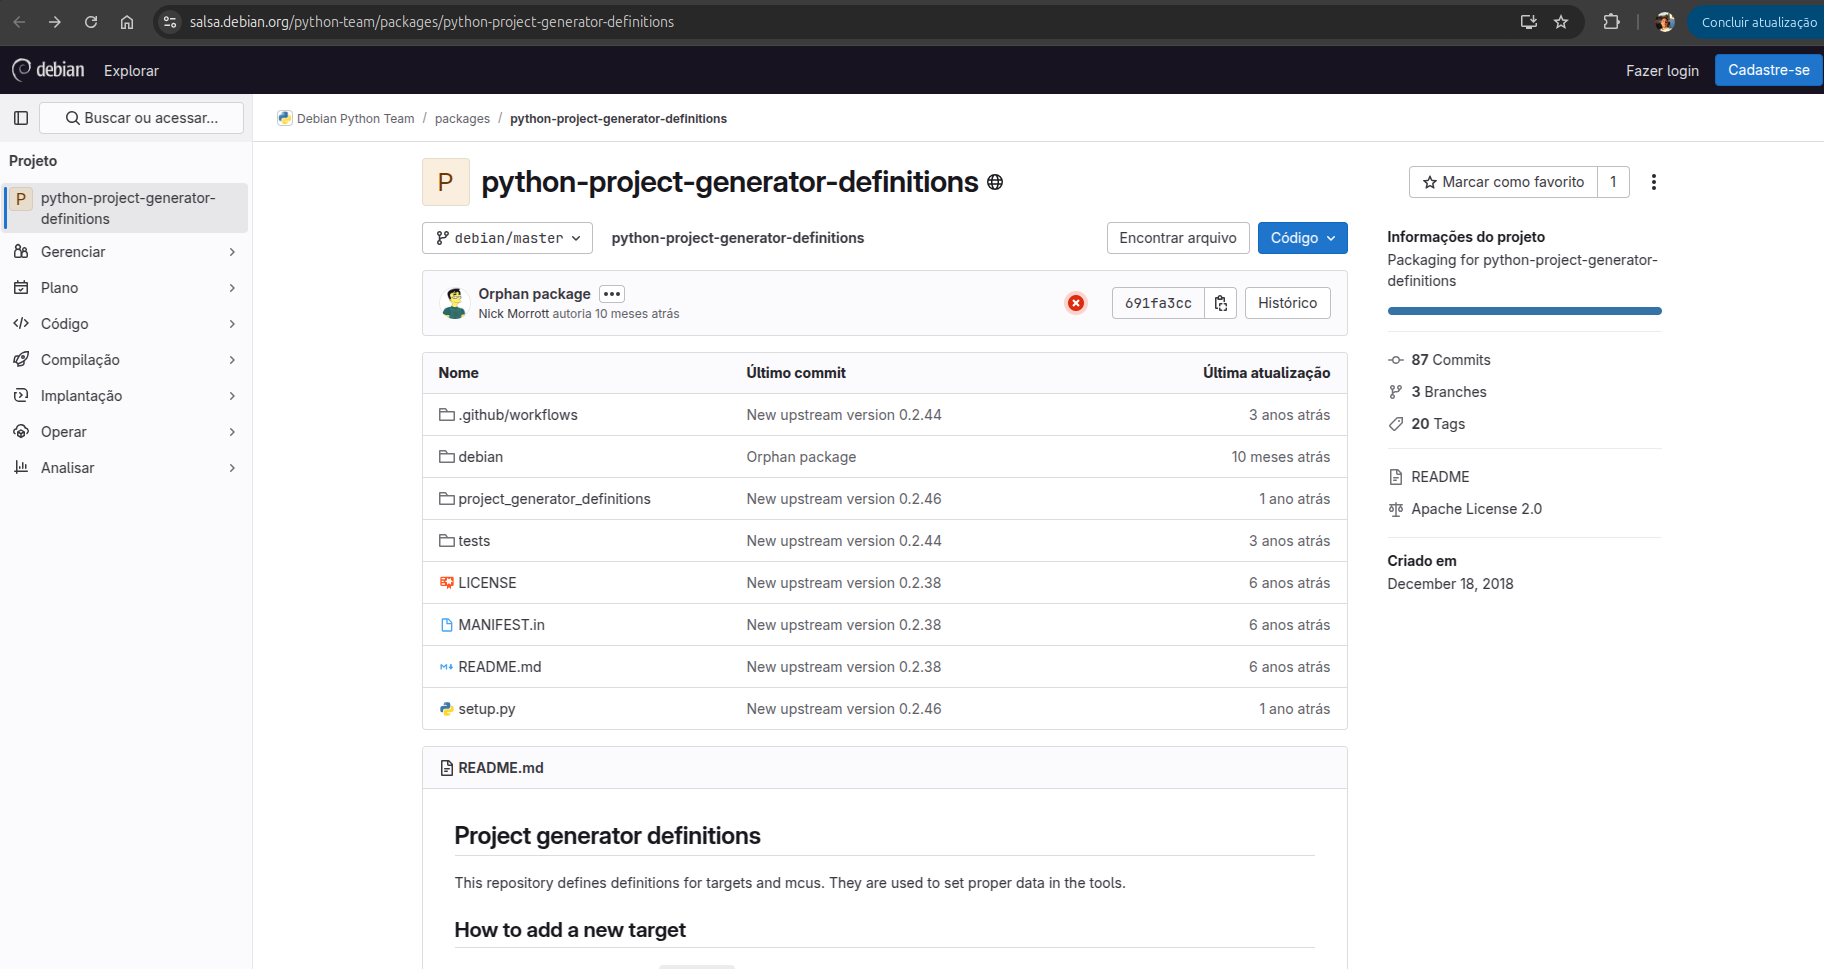 salsa.debian.org/python-team/packages/python-project-generator-definitions
Concluir atualização
debian Explorar Fazer login Cadastre-se
Buscar ou acessar...
Debian Python Team / packages / python-project-generator-definitions
Projeto
P python-project-generator-
definitions
Gerenciar
Plano
Código
Compilação
Implantação
Operar
Analisar
P python-project-generator-definitions
Marcar como favorito 1
debian/master python-project-generator-definitions Encontrar arquivo Código
Orphan package
Nick Morrott autoria 10 meses atrás
691fa3cc Histórico
Nome Último commit Última atualização
.github/workflows New upstream version 0.2.44 3 anos atrás
debian Orphan package 10 meses atrás
project_generator_definitions New upstream version 0.2.46 1 ano atrás
tests New upstream version 0.2.44 3 anos atrás
LICENSE New upstream version 0.2.38 6 anos atrás
MANIFEST.in New upstream version 0.2.38 6 anos atrás
README.md New upstream version 0.2.38 6 anos atrás
setup.py New upstream version 0.2.46 1 ano atrás
README.md
Project generator definitions
This repository defines definitions for targets and mcus. They are used to set proper data in the tools.
How to add a new target
Informações do projeto
Packaging for python-project-generator-
definitions
87 Commits
3 Branches
20 Tags
README
Apache License 2.0
Criado em
December 18, 2018